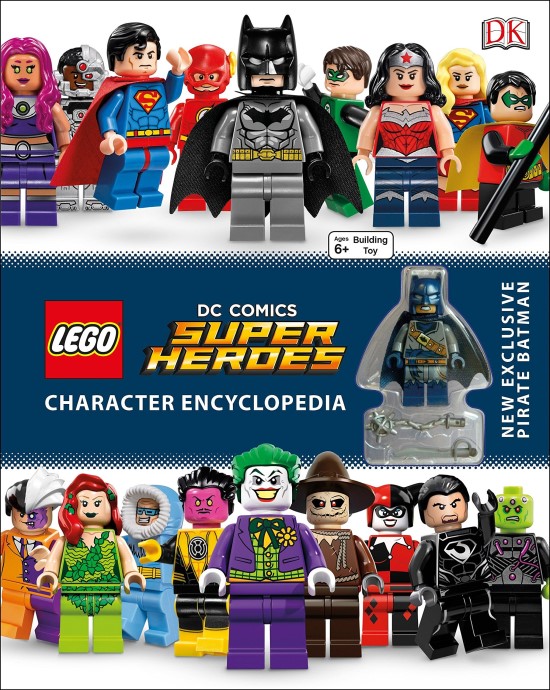 DK
Ages
6+
Building
Toy
LEGO
DC COMICS
SUPER
HEROES
CHARACTER ENCYCLOPEDIA
NEW EXCLUSIVE
PIRATE BATMAN